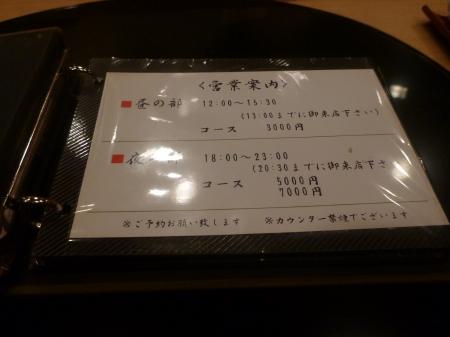 〈営業案内〉
■昼の部 12:00〜15:30
(13:00までに御来店下さい)
コース 3000円
■夜の部 18:00〜23:00
(20:30までに御来店下さ
コース 5000円
7000円
※ご予約お願い致します ※カウンター禁煙でございます